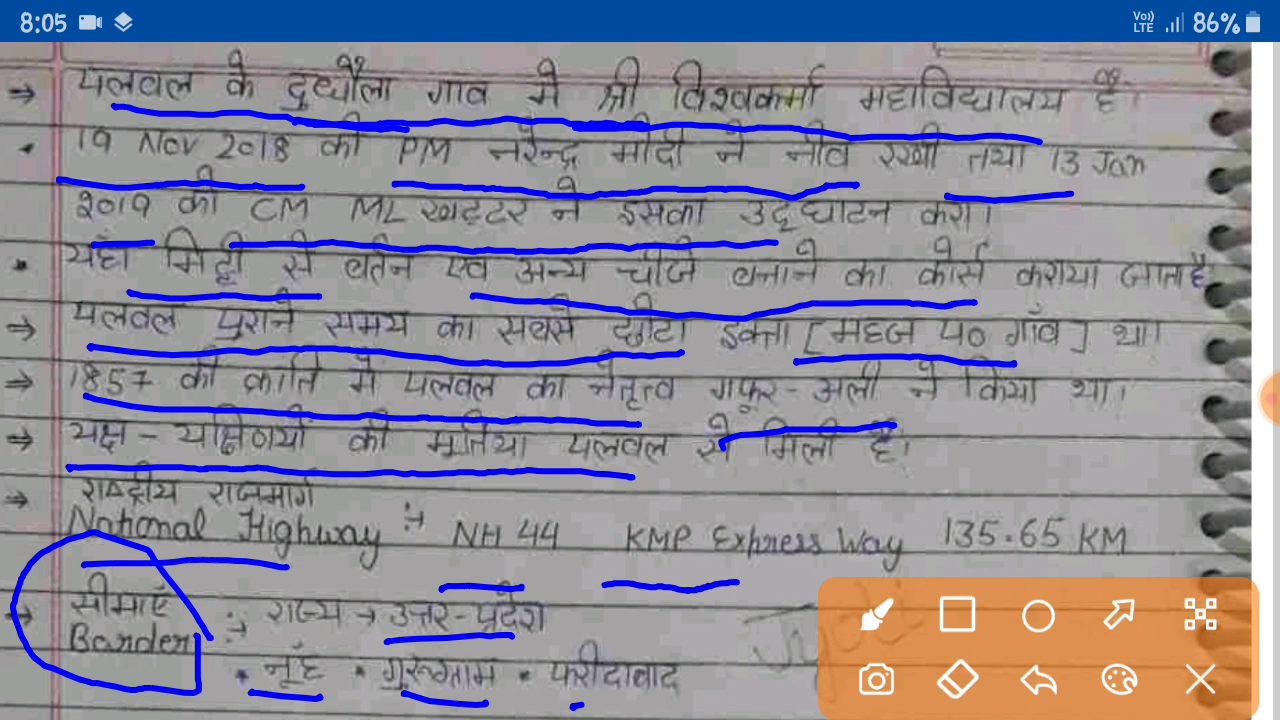 8:05 Vo)) LTE 86%
→ पलवल के दुधौला गाव में श्री विश्वकर्मा महाविद्यालय है।
• 19 Nov 2018 को PM नरेन्द्र मोदी ने नीव रखी तथा 13 Jan
2019 को CM ML खट्टर ने इसका उद्घाटन करा।
• यहां मिट्टी से बर्तन एवं अन्य चीजें बनाने का कोर्स कराया जाता है
⇒ पलवल पुराने समय का सबसे छोटा इक्ता [महज 40 गांव] था।
⇒ 1857 की क्रांति में पलवल का नेतृत्व गफूर-अली ने किया था।
⇒ यक्ष-यक्षिणीयों की मूर्तियां पलवल से मिली हैं।
⇒ राष्ट्रीय राजमार्ग
National Highway :→ NH 44 KMP Express Way 135.65 KM
→ सीमाएं
Barder :→ राज्य → उत्तर-प्रदेश
• नूंह • गुरूग्राम • फरीदाबाद